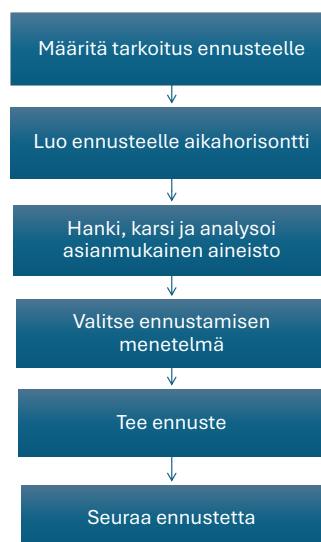 Määritä tarkoitus ennusteelle
Luo ennusteelle aikahorisontti
Hanki, karsi ja analysoi
asianmukainen aineisto
Valitse ennustamisen
menetelmä
Tee ennuste
Seuraa ennustetta